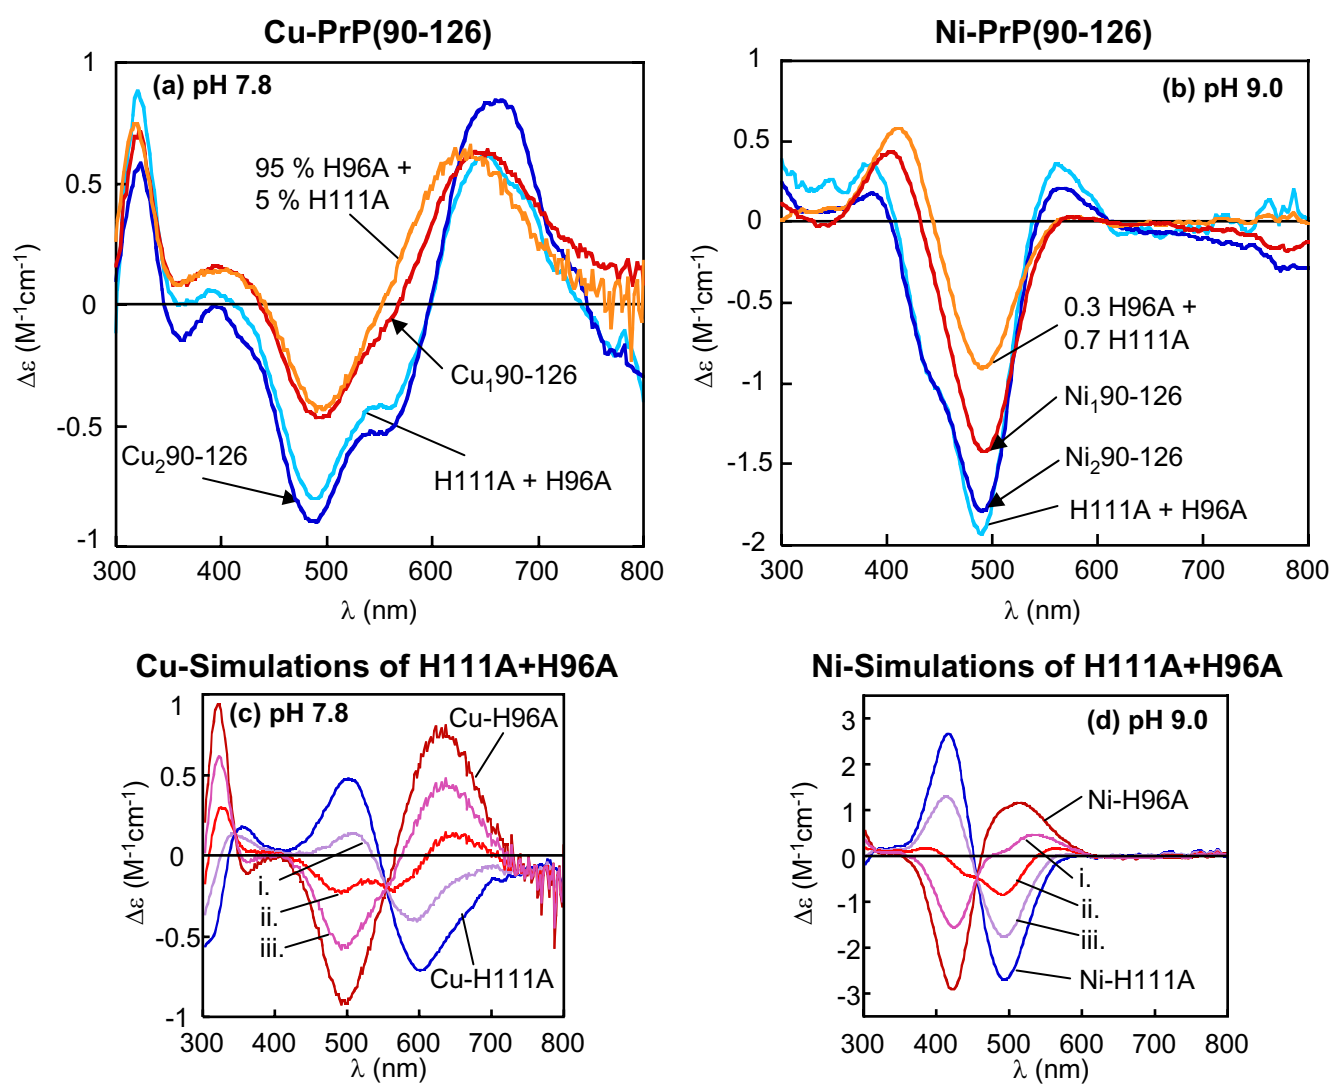 Cu-PrP(90-126)
Ni-PrP(90-126)
(a) pH 7.8
(b) pH 9.0
1
0.5
0
-0.5
-1
300 400 500 600 700 800
λ (nm)
Δε (M⁻¹cm⁻¹)
95 % H96A +
5 % H111A
Cu₁90-126
Cu₂90-126
H111A + H96A
1
0.5
0
-0.5
-1
-1.5
-2
300 400 500 600 700 800
λ (nm)
Δε (M⁻¹cm⁻¹)
0.3 H96A +
0.7 H111A
Ni₁90-126
Ni₂90-126
H111A + H96A
Cu-Simulations of H111A+H96A
Ni-Simulations of H111A+H96A
(c) pH 7.8
Cu-H96A
1
0.5
0
-0.5
-1
i.
ii.
iii.
Cu-H111A
300 400 500 600 700 800
λ (nm)
Δε (M⁻¹cm⁻¹)
(d) pH 9.0
3
2
1
0
-1
-2
-3
Ni-H96A
i.
ii.
iii.
Ni-H111A
300 400 500 600 700 800
λ (nm)
Δε (M⁻¹cm⁻¹)